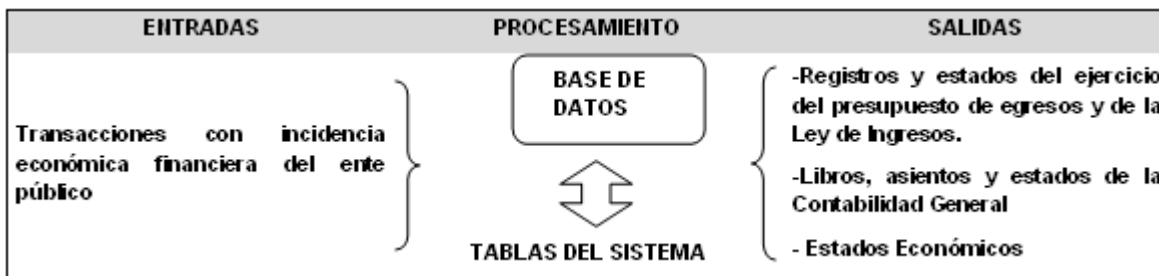 ENTRADAS PROCESAMIENTO SALIDAS
Transacciones con incidencia
económica financiera del ente
público
BASE DE
DATOS
TABLAS DEL SISTEMA
-Registros y estados del ejercicio
del presupuesto de egresos y de la
Ley de Ingresos.
-Libros, asientos y estados de la
Contabilidad General
- Estados Económicos